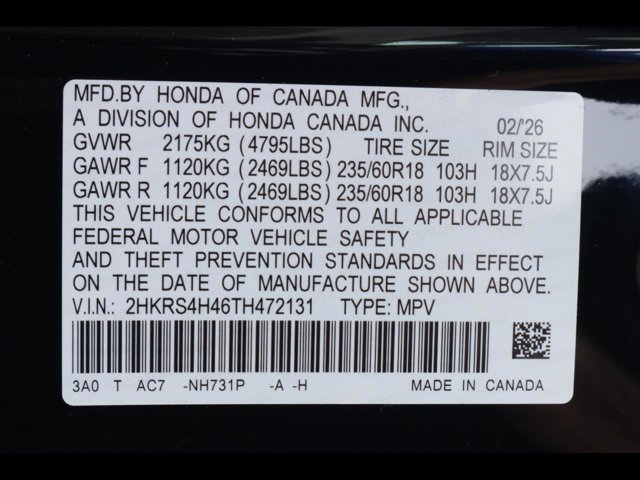 MFD.BY HONDA OF CANADA MFG.,
A DIVISION OF HONDA CANADA INC. 02/'26
GVWR 2175KG (4795LBS) TIRE SIZE RIM SIZE
GAWR F 1120KG (2469LBS) 235/60R18 103H 18X7.5J
GAWR R 1120KG (2469LBS) 235/60R18 103H 18X7.5J
THIS VEHICLE CONFORMS TO ALL APPLICABLE
FEDERAL MOTOR VEHICLE SAFETY
AND THEFT PREVENTION STANDARDS IN EFFECT
ON THE DATE OF MANUFACTURE SHOWN ABOVE.
V.I.N.: 2HKRS4H46TH472131 TYPE: MPV
3A0 T AC7 -NH731P -A -H MADE IN CANADA